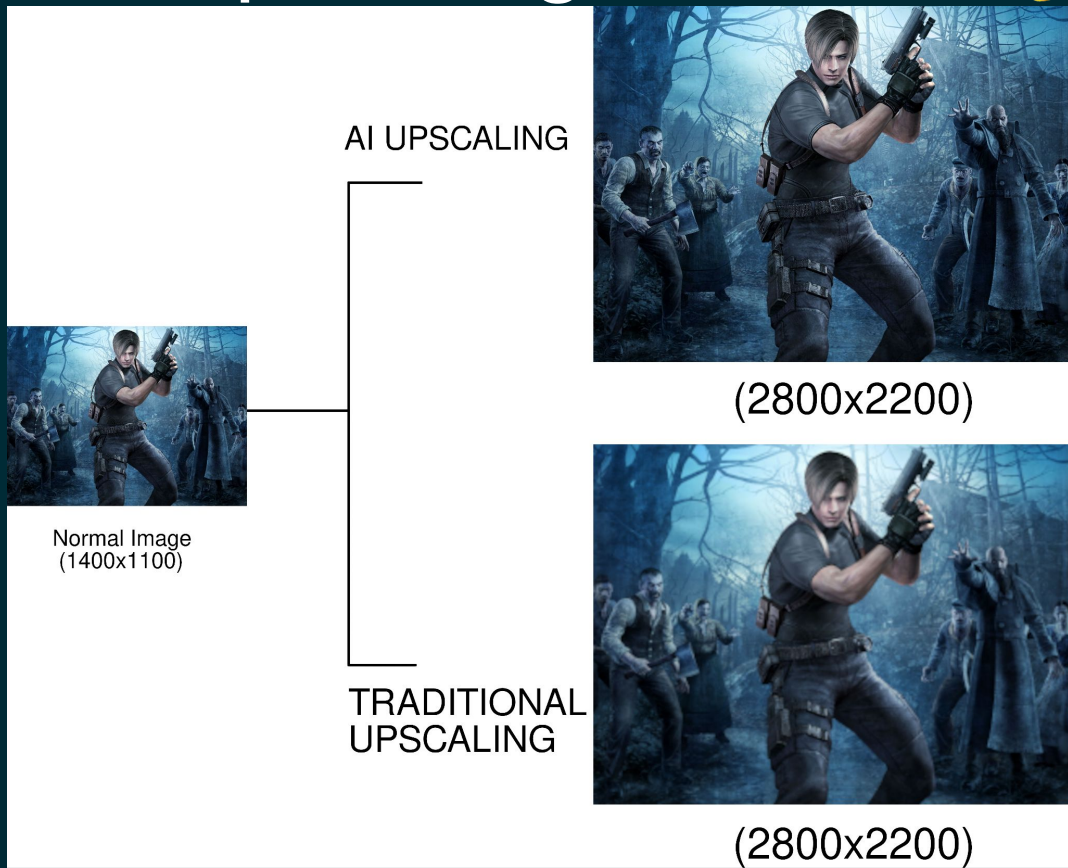 AI UPSCALING
(2800x2200)
Normal Image
(1400x1100)
TRADITIONAL
UPSCALING
(2800x2200)